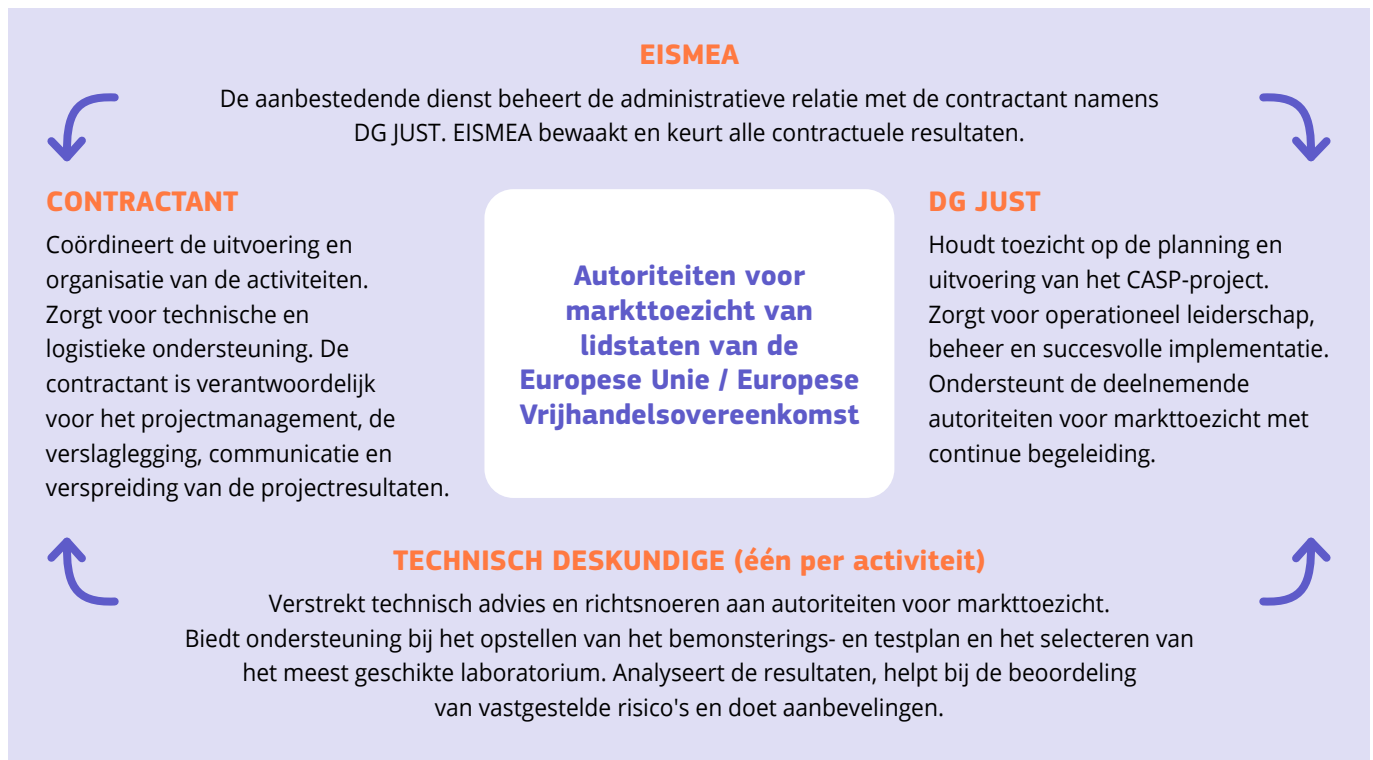 EISMEA
De aanbestedende dienst beheert de administratieve relatie met de contractant namens
DG JUST. EISMEA bewaakt en keurt alle contractuele resultaten.
CONTRACTANT
Coördineert de uitvoering en
organisatie van de activiteiten.
Zorgt voor technische en
logistieke ondersteuning. De
contractant is verantwoordelijk
voor het projectmanagement, de
verslaglegging, communicatie en
verspreiding van de projectresultaten.
Autoriteiten voor
markttoezicht van
lidstaten van de
Europese Unie / Europese
Vrijhandelsovereenkomst
DG JUST
Houdt toezicht op de planning en
uitvoering van het CASP-project.
Zorgt voor operationeel leiderschap,
beheer en succesvolle implementatie.
Ondersteunt de deelnemende
autoriteiten voor markttoezicht met
continue begeleiding.
TECHNISCH DESKUNDIGE (één per activiteit)
Verstrekt technisch advies en richtsnoeren aan autoriteiten voor markttoezicht.
Biedt ondersteuning bij het opstellen van het bemonsterings- en testplan en het selecteren van
het meest geschikte laboratorium. Analyseert de resultaten, helpt bij de beoordeling
van vastgestelde risico's en doet aanbevelingen.